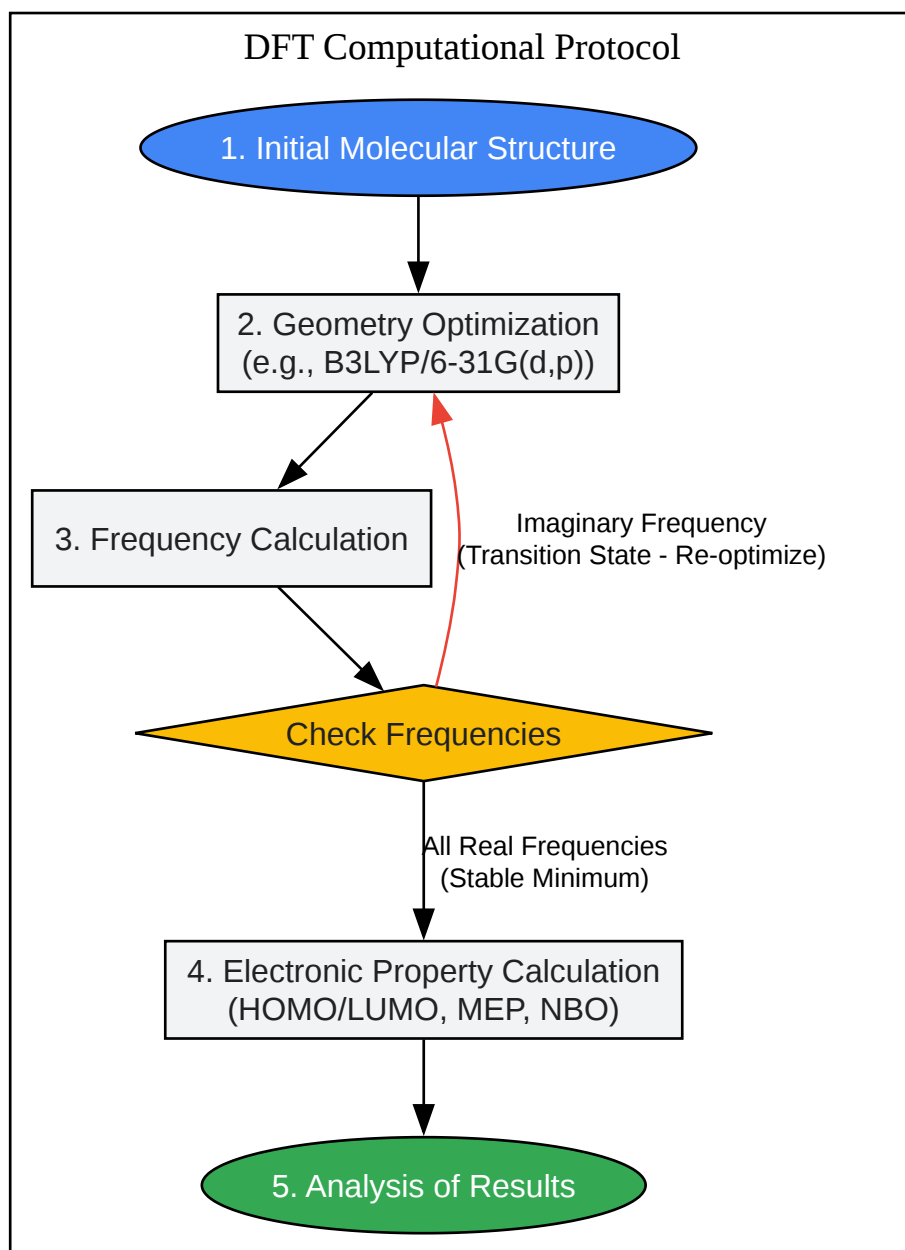 DFT Computational Protocol
1. Initial Molecular Structure
2. Geometry Optimization
(e.g., B3LYP/6-31G(d,p))
3. Frequency Calculation
Imaginary Frequency
(Transition State - Re-optimize)
Check Frequencies
All Real Frequencies
(Stable Minimum)
4. Electronic Property Calculation
(HOMO/LUMO, MEP, NBO)
5. Analysis of Results